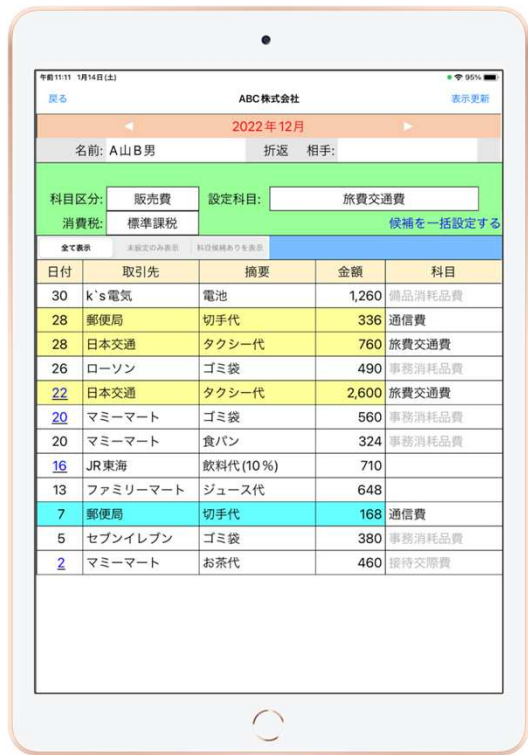 午前11:11 1月14日(土) 95%
戻る ABC株式会社 表示更新
◀ 2022年12月 ▶
名前: A山B男 折返 相手:
科目区分: 販売費 設定科目: 旅費交通費
消費税: 標準課税 候補を一括設定する
全て表示 未設定のみ表示 科目候補ありを表示
日付 取引先 摘要 金額 科目
30 k`s電気 電池 1,260 備品消耗品費
28 郵便局 切手代 336 通信費
28 日本交通 タクシー代 760 旅費交通費
26 ローソン ゴミ袋 490 事務消耗品費
22 日本交通 タクシー代 2,600 旅費交通費
20 マミーマート ゴミ袋 560 事務消耗品費
20 マミーマート 食パン 324 事務消耗品費
16 JR東海 飲料代(10%) 710
13 ファミリーマート ジュース代 648
7 郵便局 切手代 168 通信費
5 セブンイレブン ゴミ袋 380 事務消耗品費
2 マミーマート お茶代 460 接待交際費